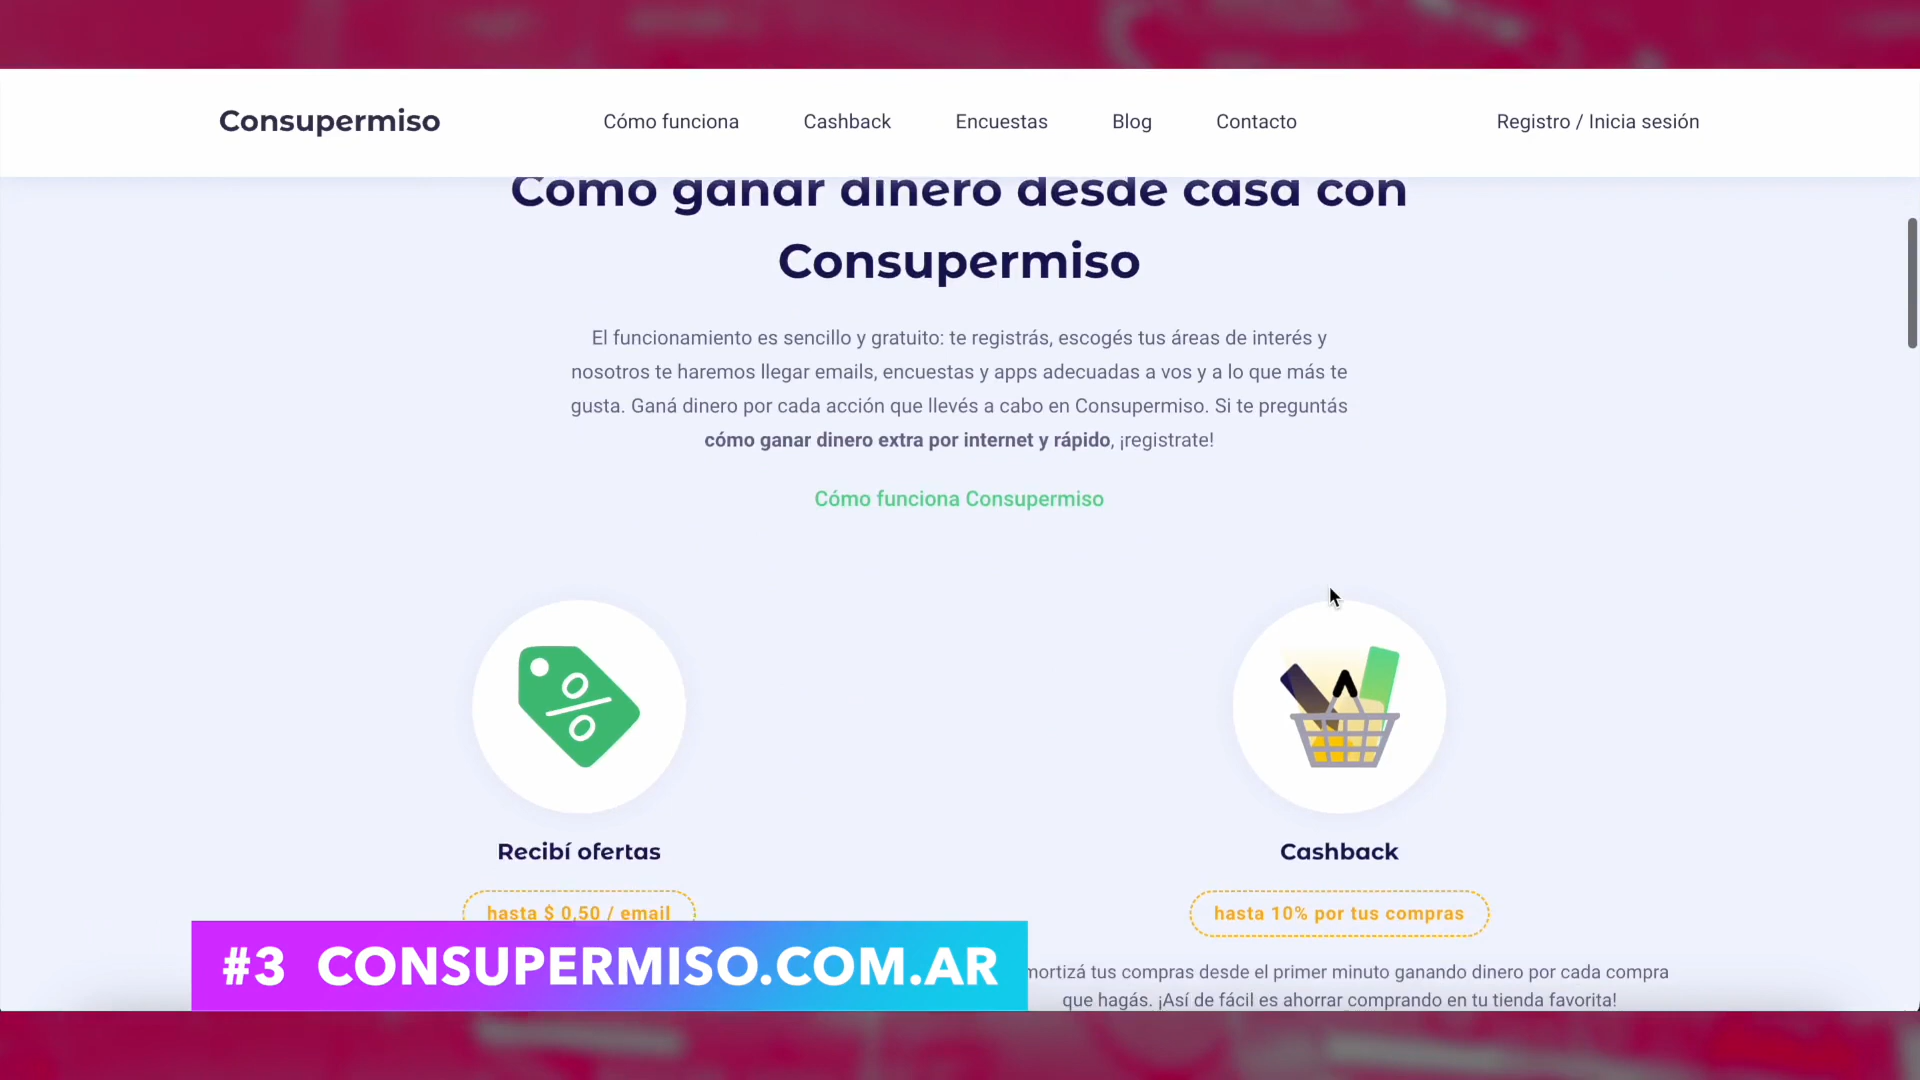 Consupermiso
Cómo funciona
Cashback
Encuestas
Blog
Contacto
Registro / Inicia sesión
Cómo ganar dinero desde casa con
Consupermiso
El funcionamiento es sencillo y gratuito: te registrás, escogés tus áreas de interés y
nosotros te haremos llegar emails, encuestas y apps adecuadas a vos y a lo que más te
gusta. Ganá dinero por cada acción que llevés a cabo en Consupermiso. Si te preguntás
cómo ganar dinero extra por internet y rápido, ¡registrate!
Cómo funciona Consupermiso
%
Recibí ofertas
Cashback
hasta $ 0,50 / email
hasta 10% por tus compras
#3 CONSUPERMISO.COM.AR
mortizá tus compras desde el primer minuto ganando dinero por cada compra
que hagás. ¡Así de fácil es ahorrar comprando en tu tienda favorita!